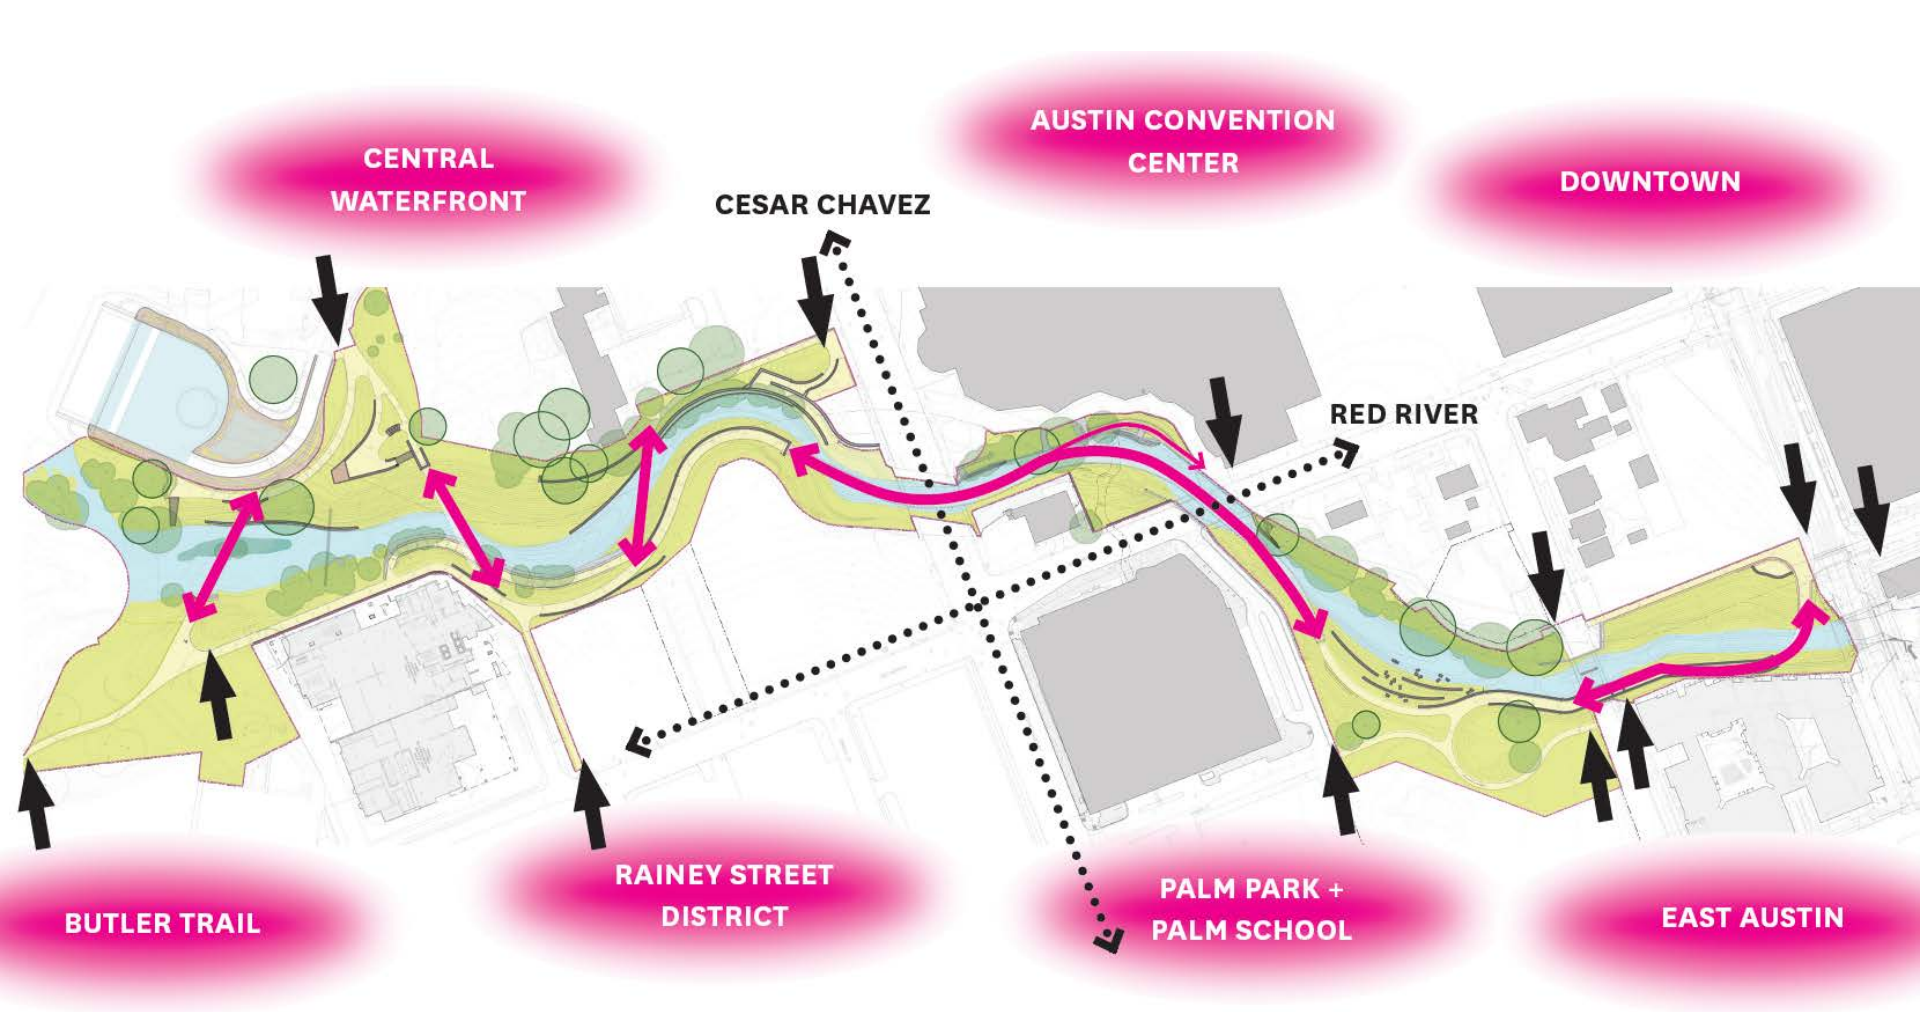 CENTRAL
WATERFRONT
CESAR CHAVEZ
AUSTIN CONVENTION
CENTER
DOWNTOWN
RED RIVER
BUTLER TRAIL
RAINEY STREET
DISTRICT
PALM PARK +
PALM SCHOOL
EAST AUSTIN